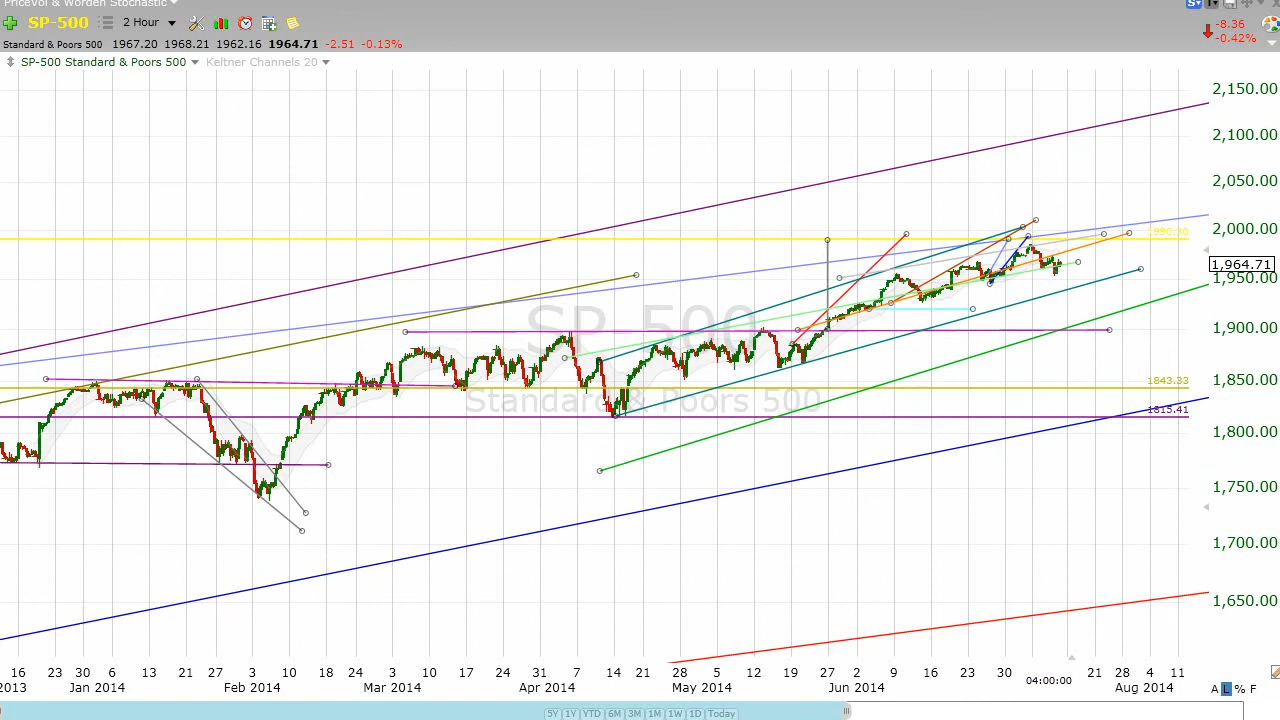 PriceVol & Worden Stochastic
SP-500 2 Hour
-8.36
-0.42%
Standard & Poors 500 1967.20 1968.21 1962.16 1964.71 -2.51 -0.13%
SP-500 Standard & Poors 500 Keltner Channels 20
2,150.00
2,100.00
2,050.00
2,000.00
1,964.71
1,950.00
SP-500
1,900.00
1843.33
1,850.00
Standard & Poors 500
1815.41
1,800.00
1,750.00
1,700.00
1,650.00
16 23 30 6 13 21 27 3 10 18 24 3 10 17 24 31 7 14 21 28 5 12 19 27 2 9 16 23 30 21 28 4 11
2013 Jan 2014 Feb 2014 Mar 2014 Apr 2014 May 2014 Jun 2014 04:00:00 Aug 2014
A L % F
5Y 1Y YTD 6M 3M 1M 1W 1D Today